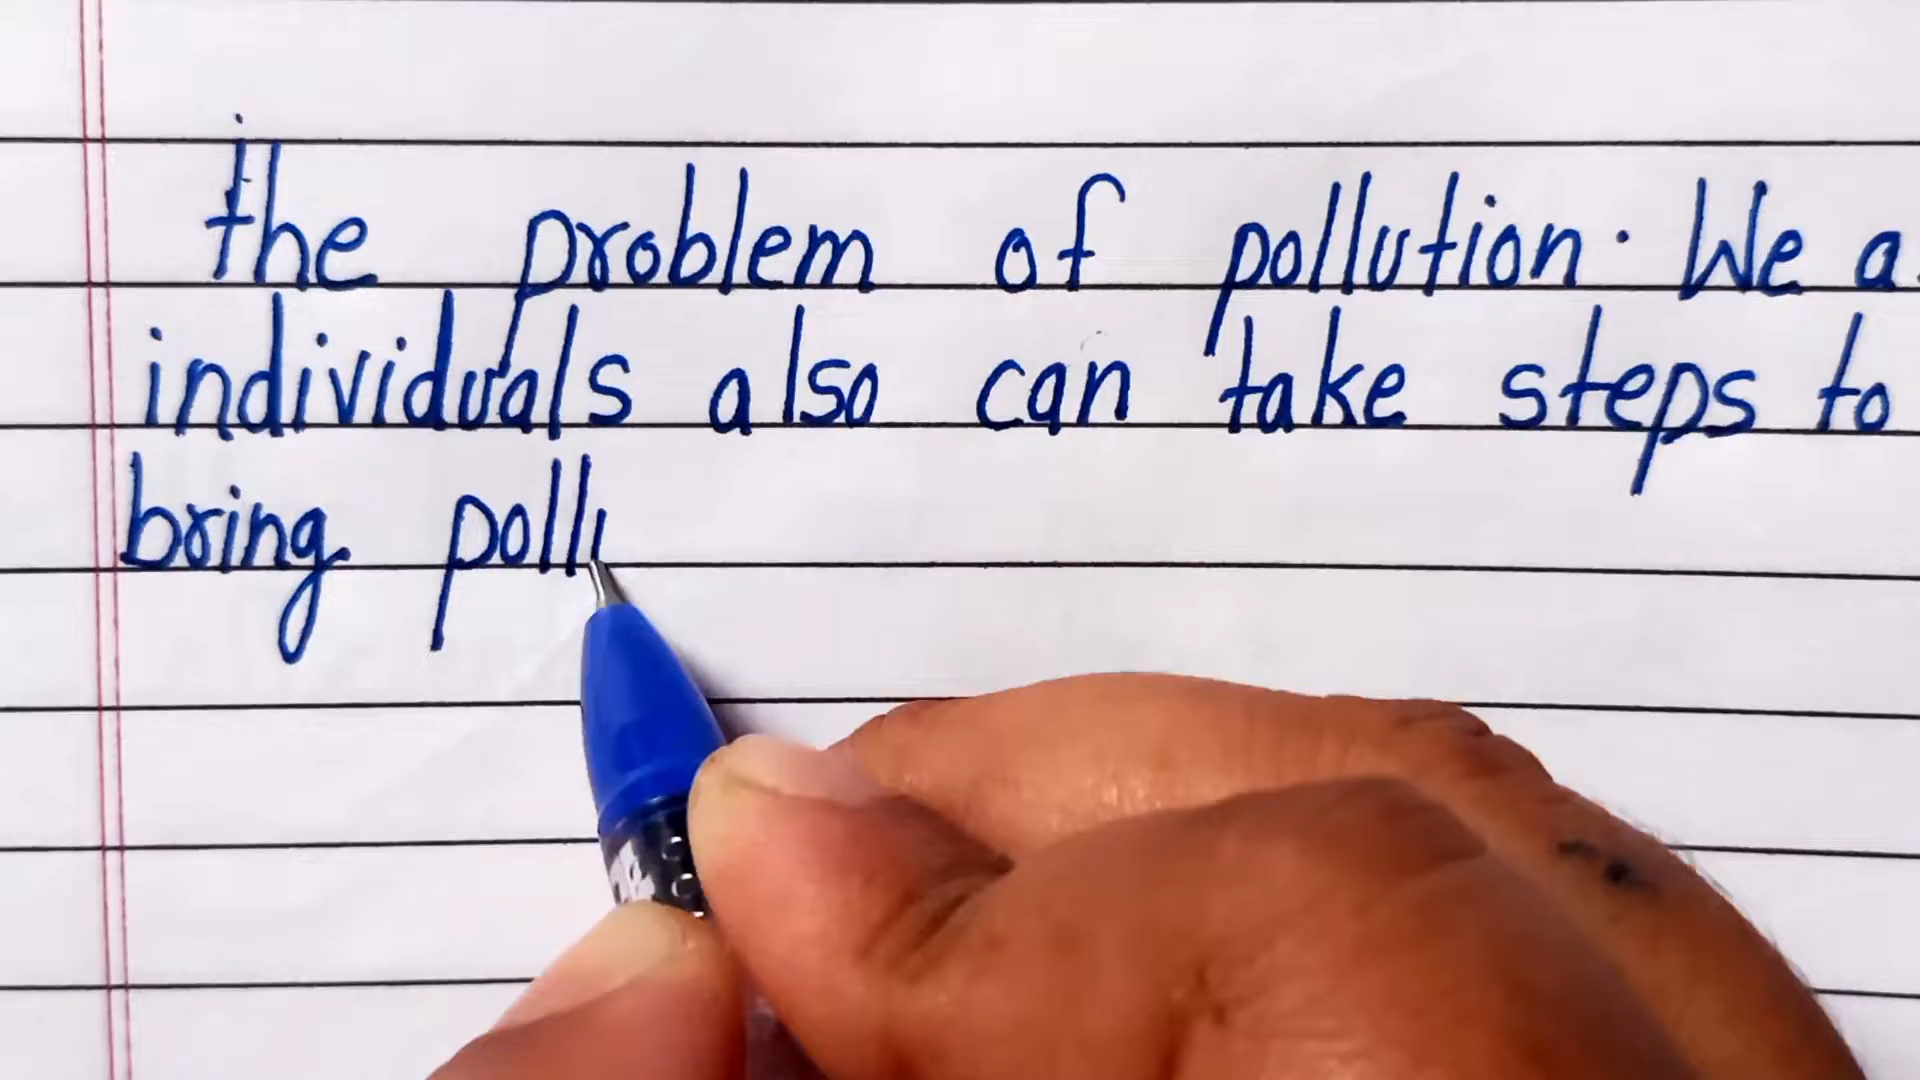 the problem of pollution. We a
individuals also can take steps to
bring poll